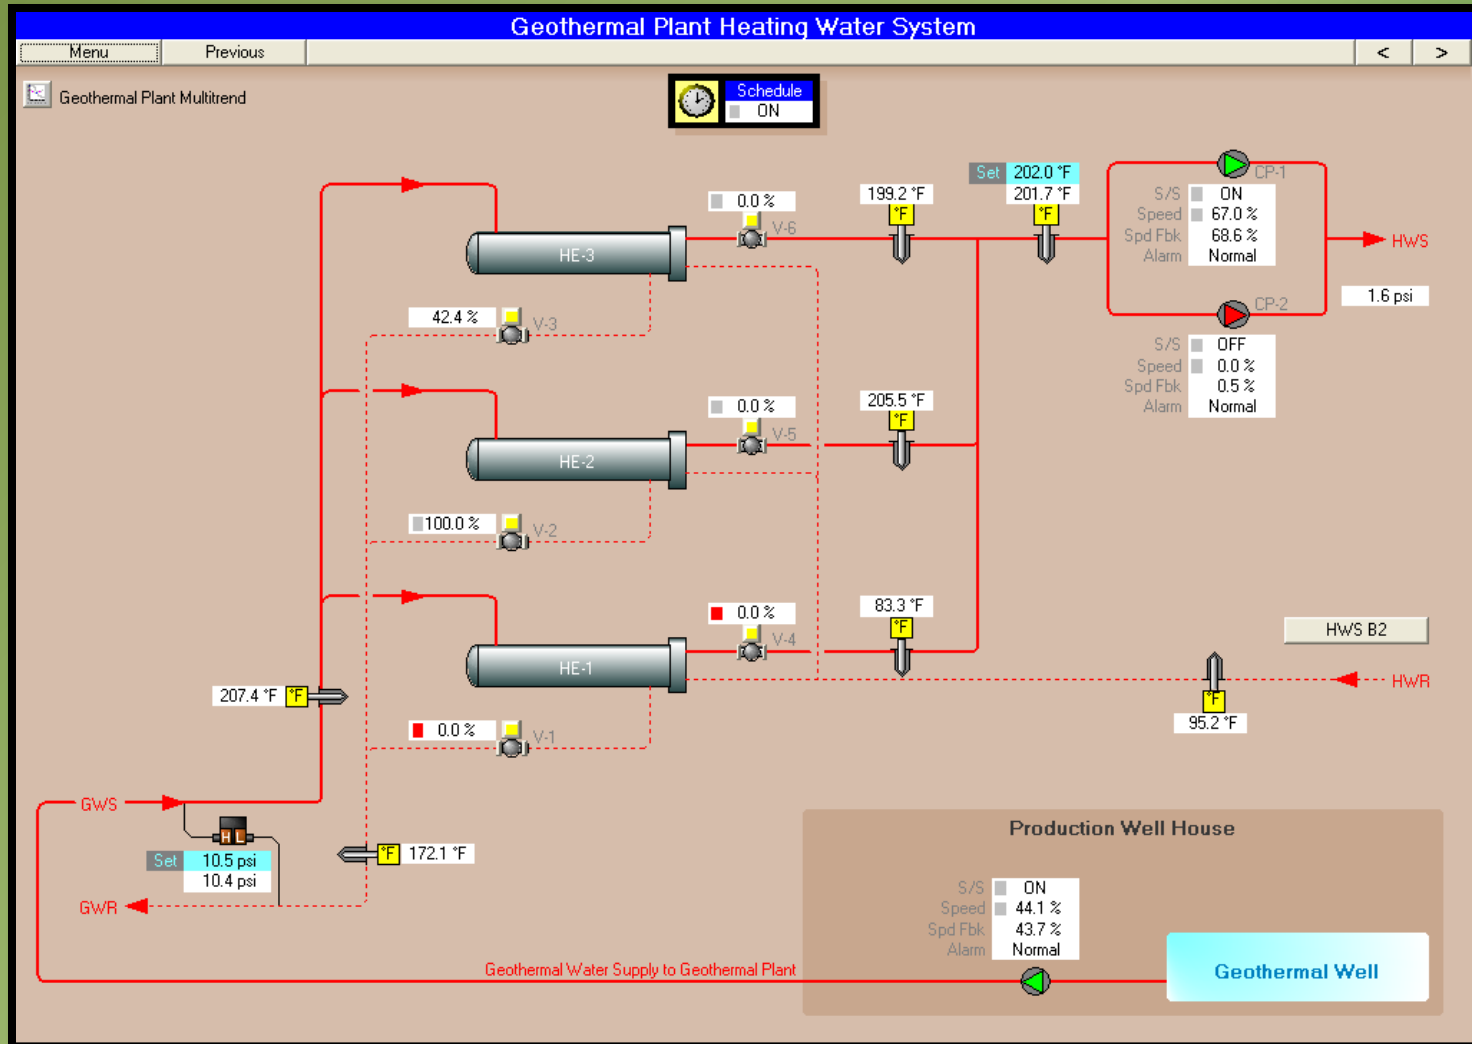 Geothermal Plant Heating Water System
Menu
Previous
<
>
Geothermal Plant Multitrend
Schedule
ON
Set 202.0 °F
199.2 °F
201.7 °F
°F
°F
CP-1
S/S ON
Speed 67.0 %
Spd Fbk 68.6 %
Alarm Normal
HWS
0.0 %
V-6
HE-3
1.6 psi
42.4 %
V-3
CP-2
S/S OFF
Speed 0.0 %
Spd Fbk 0.5 %
Alarm Normal
0.0 %
V-5
205.5 °F
°F
HE-2
100.0 %
V-2
0.0 %
V-4
83.3 °F
°F
HWS B2
HE-1
HWR
°F
95.2 °F
207.4 °F °F
0.0 %
V-1
GWS
H L
Set 10.5 psi
10.4 psi
°F 172.1 °F
GWR
Production Well House
S/S ON
Speed 44.1 %
Spd Fbk 43.7 %
Alarm Normal
Geothermal Water Supply to Geothermal Plant
Geothermal Well